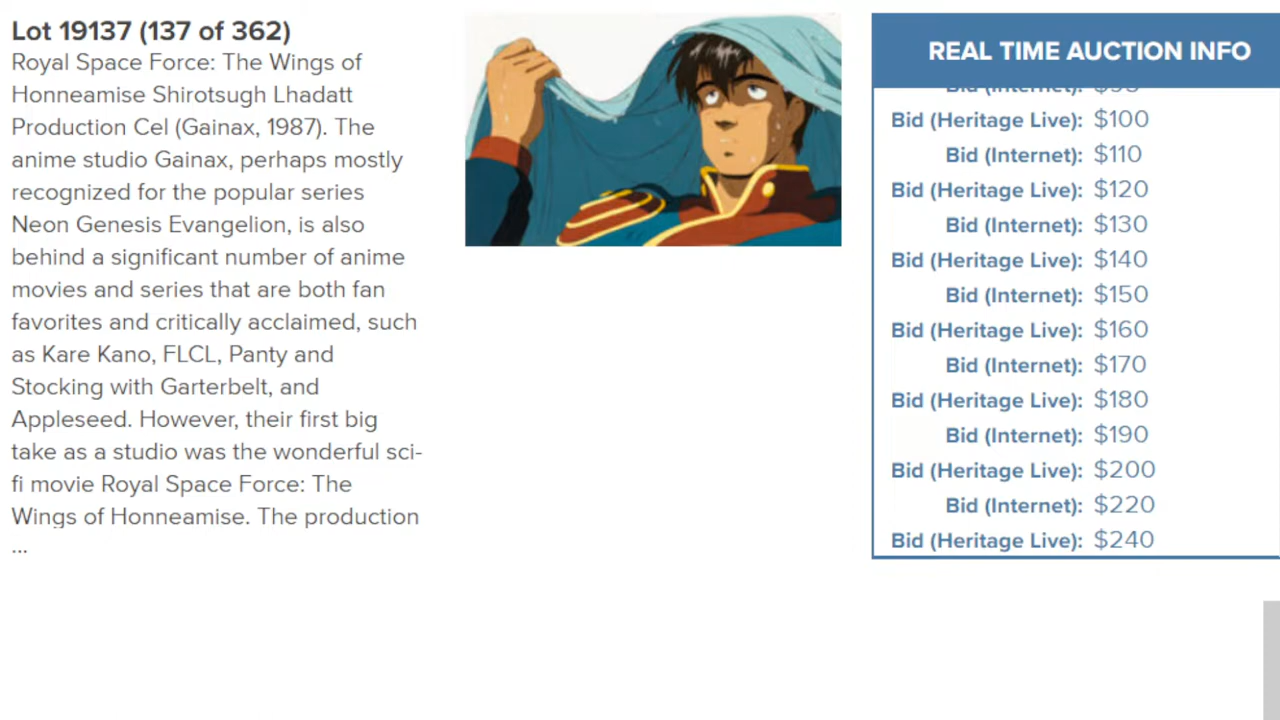 Lot 19137 (137 of 362)
Royal Space Force: The Wings of
Honneamise Shirotsugh Lhadatt
Production Cel (Gainax, 1987). The
anime studio Gainax, perhaps mostly
recognized for the popular series
Neon Genesis Evangelion, is also
behind a significant number of anime
movies and series that are both fan
favorites and critically acclaimed, such
as Kare Kano, FLCL, Panty and
Stocking with Garterbelt, and
Appleseed. However, their first big
take as a studio was the wonderful sci-
fi movie Royal Space Force: The
Wings of Honneamise. The production
...
REAL TIME AUCTION INFO
Bid (Internet):
Bid (Heritage Live): $100
Bid (Internet): $110
Bid (Heritage Live): $120
Bid (Internet): $130
Bid (Heritage Live): $140
Bid (Internet): $150
Bid (Heritage Live): $160
Bid (Internet): $170
Bid (Heritage Live): $180
Bid (Internet): $190
Bid (Heritage Live): $200
Bid (Internet): $220
Bid (Heritage Live): $240